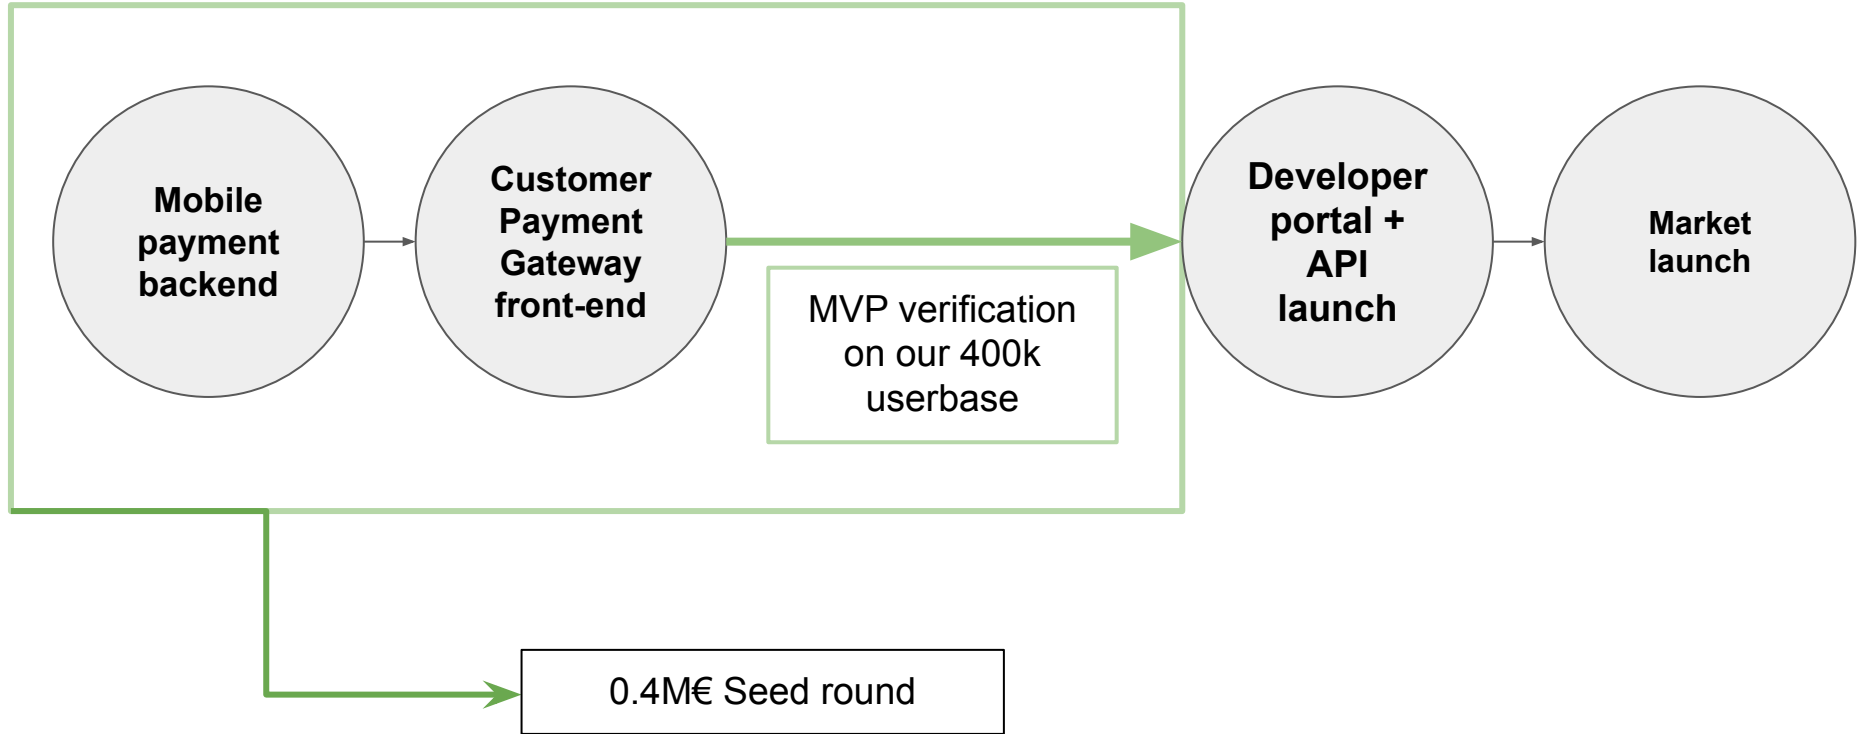 Mobile
payment
backend
Customer
Payment
Gateway
front-end
MVP verification
on our 400k
userbase
Developer
portal +
API
launch
Market
launch
0.4M€ Seed round